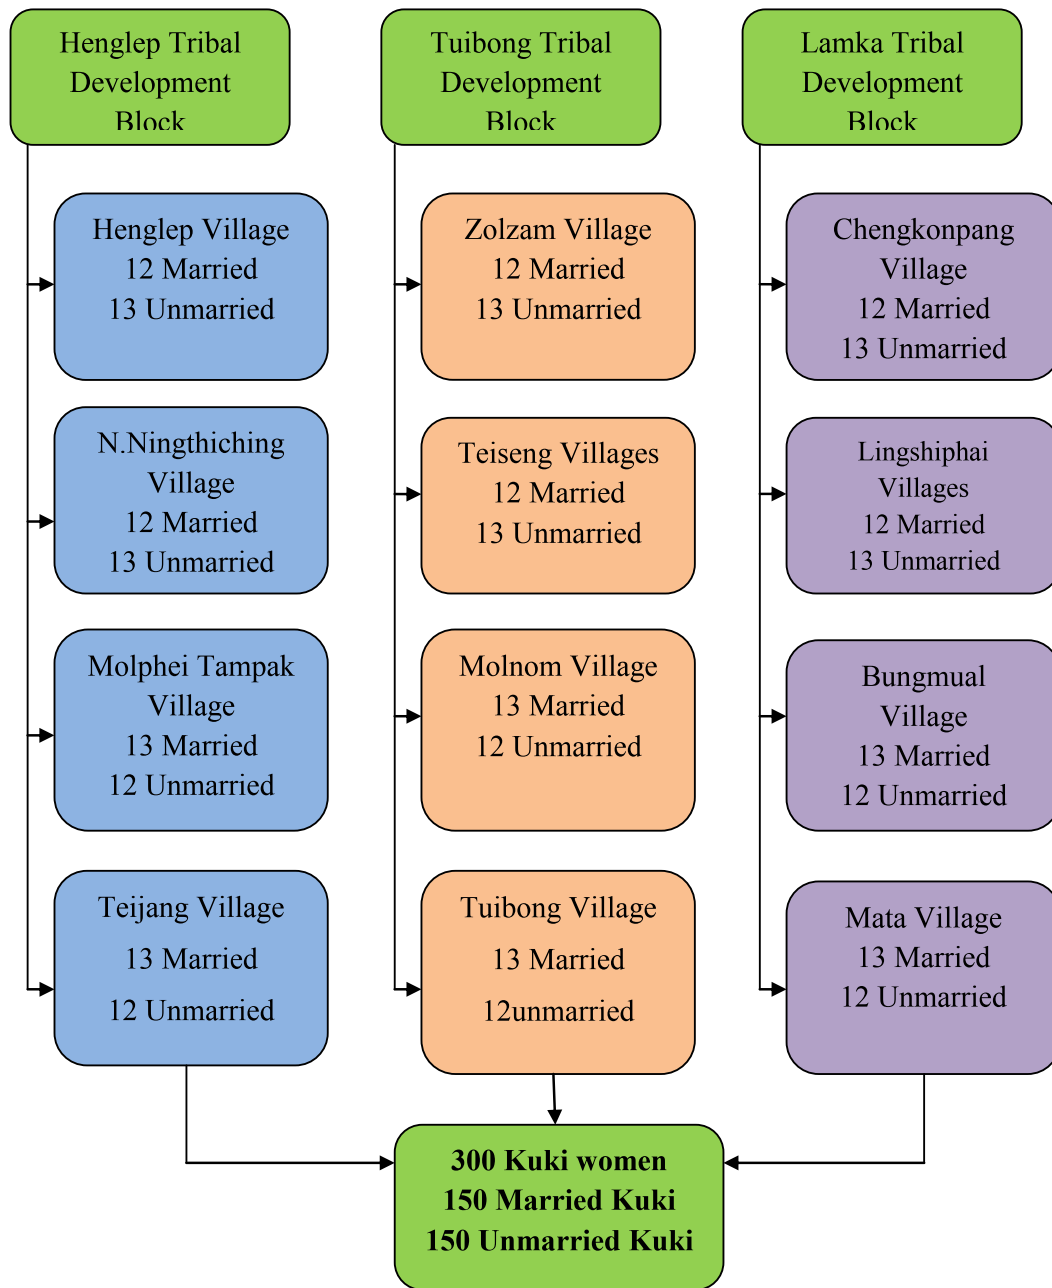 Henglep Tribal
Development
Block
Tuibong Tribal
Development
Block
Lamka Tribal
Development
Block
Henglep Village
12 Married
13 Unmarried
Zolzam Village
12 Married
13 Unmarried
Chengkonpang
Village
12 Married
13 Unmarried
N.Ningthiching
Village
12 Married
13 Unmarried
Teiseng Villages
12 Married
13 Unmarried
Lingshiphai
Villages
12 Married
13 Unmarried
Molphei Tampak
Village
13 Married
12 Unmarried
Molnom Village
13 Married
12 Unmarried
Bungmual
Village
13 Married
12 Unmarried
Teijang Village
13 Married
12 Unmarried
Tuibong Village
13 Married
12unmarried
Mata Village
13 Married
12 Unmarried
300 Kuki women
150 Married Kuki
150 Unmarried Kuki